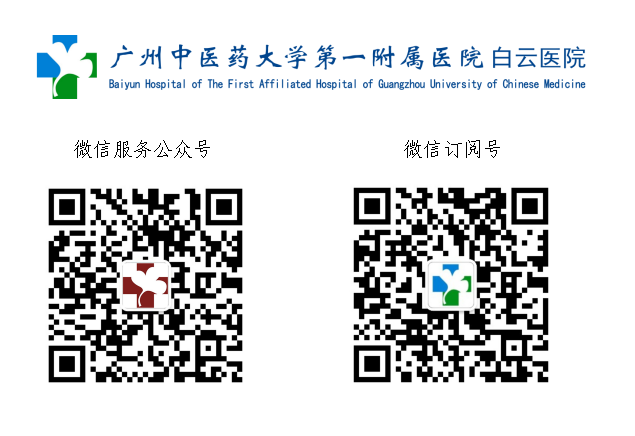 广州中医药大学第一附属医院 白云医院
Baiyun Hospital of The First Affiliated Hospital of Guangzhou University of Chinese Medicine
微信服务公众号
微信订阅号